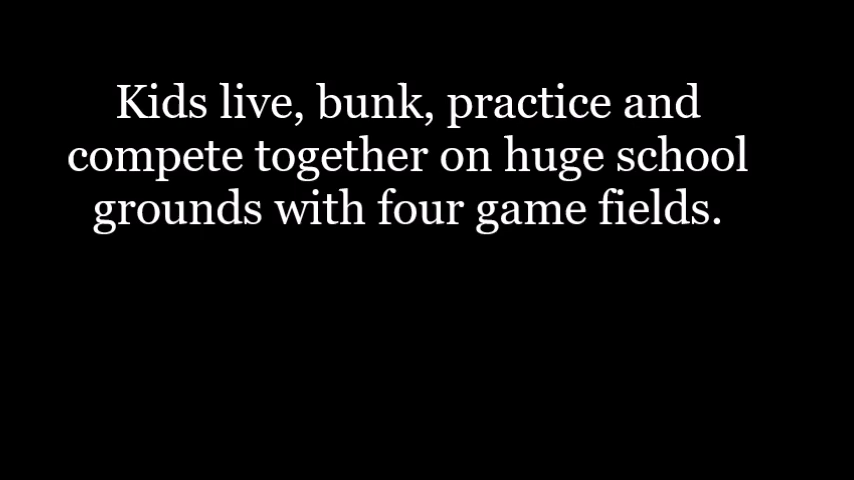 Kids live, bunk, practice and
compete together on huge school
grounds with four game fields.